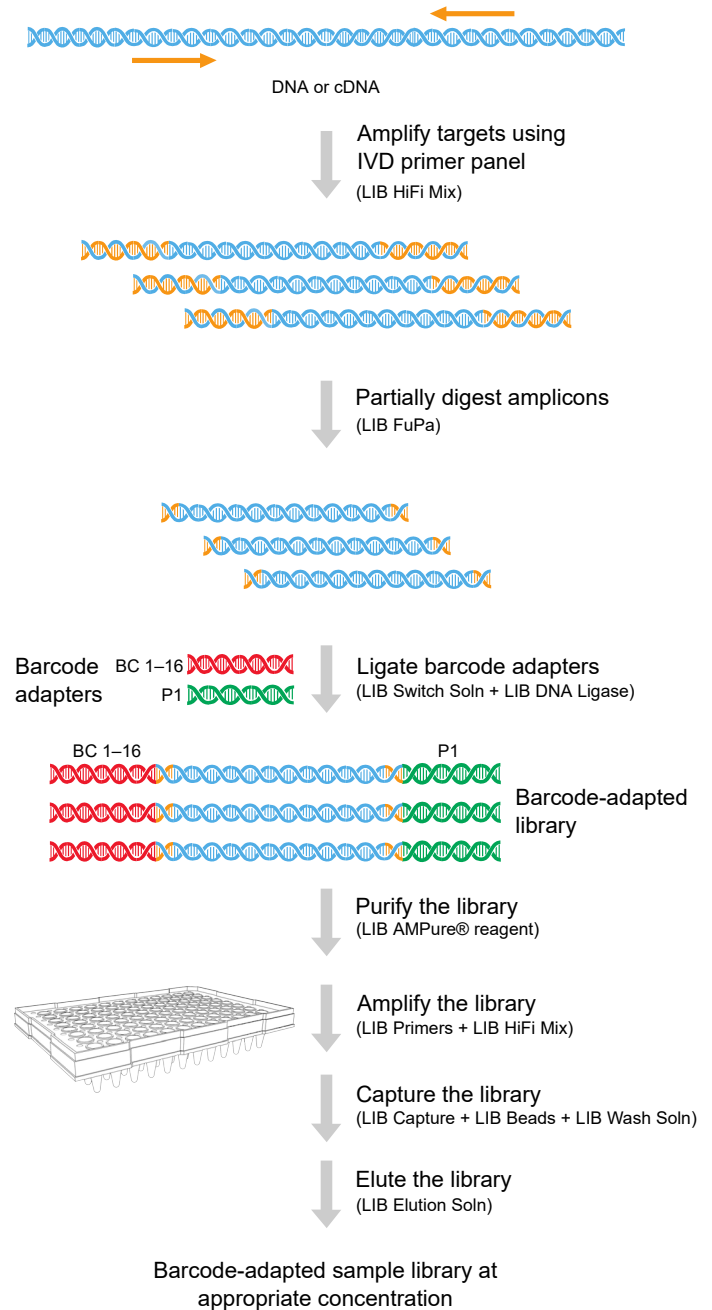 DNA or cDNA
Amplify targets using
IVD primer panel
(LIB HiFi Mix)
Partially digest amplicons
(LIB FuPa)
Barcode
adapters
BC 1–16
P1
Ligate barcode adapters
(LIB Switch Soln + LIB DNA Ligase)
BC 1–16
P1
Barcode-adapted
library
Purify the library
(LIB AMPure® reagent)
Amplify the library
(LIB Primers + LIB HiFi Mix)
Capture the library
(LIB Capture + LIB Beads + LIB Wash Soln)
Elute the library
(LIB Elution Soln)
Barcode-adapted sample library at
appropriate concentration